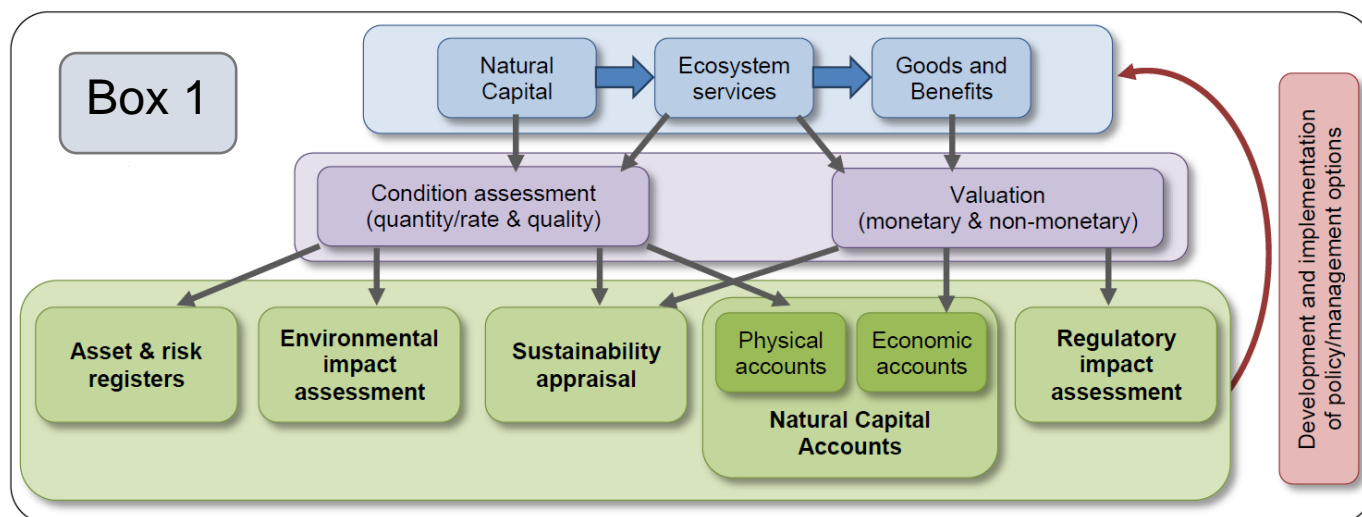 Box 1
Natural
Capital
Ecosystem
services
Goods and
Benefits
Condition assessment
(quantity/rate & quality)
Valuation
(monetary & non-monetary)
Asset & risk
registers
Environmental
impact
assessment
Sustainability
appraisal
Physical
accounts
Economic
accounts
Natural Capital
Accounts
Regulatory
impact
assessment
Development and implementation
of policy/management options